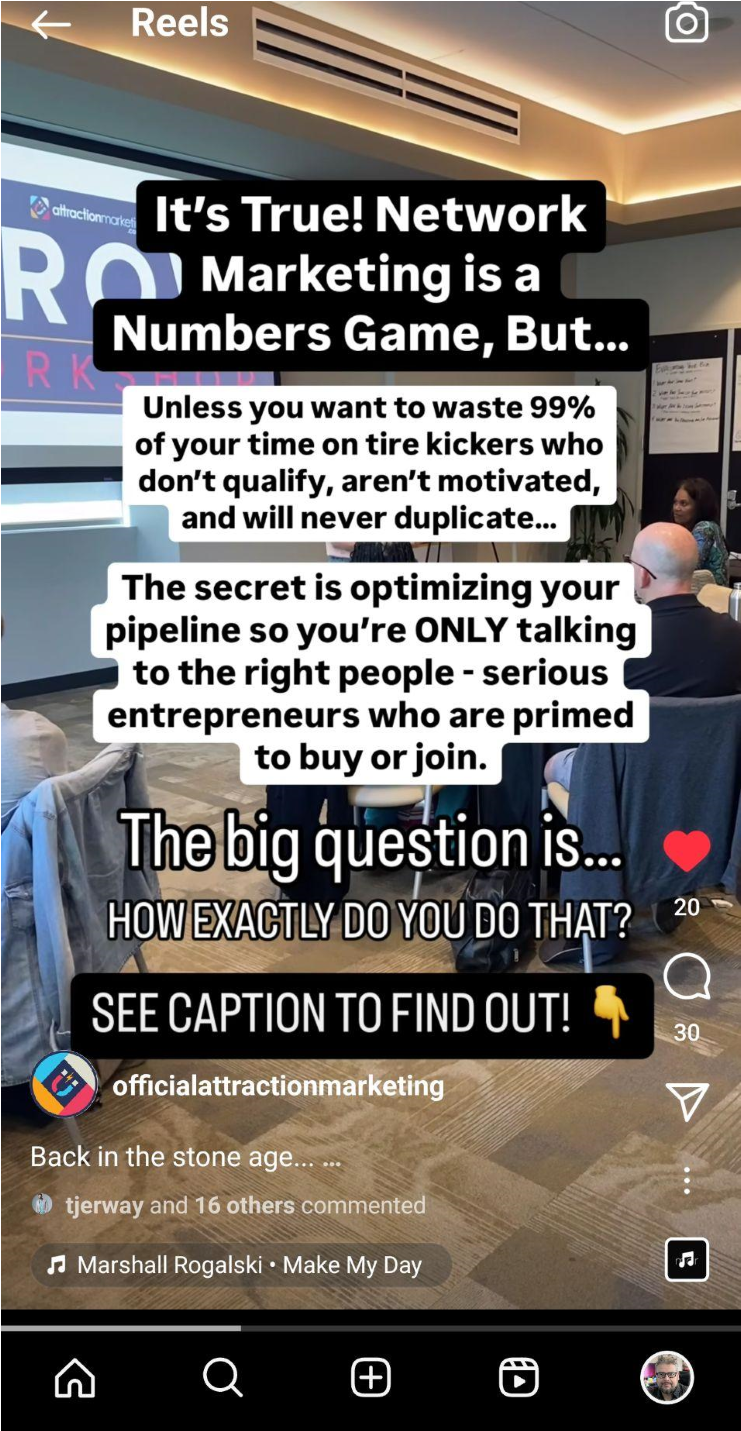 Reels
attractionmarketi
RO
RKSHOP
It's True! Network
Marketing is a
Numbers Game, But...
Unless you want to waste 99%
of your time on tire kickers who
don't qualify, aren't motivated,
and will never duplicate...
The secret is optimizing your
pipeline so you're ONLY talking
to the right people - serious
entrepreneurs who are primed
to buy or join.
The big question is...
HOW EXACTLY DO YOU DO THAT?
20
SEE CAPTION TO FIND OUT! 👇
30
officialattractionmarketing
Back in the stone age... ...
tjerway and 16 others commented
Marshall Rogalski • Make My Day